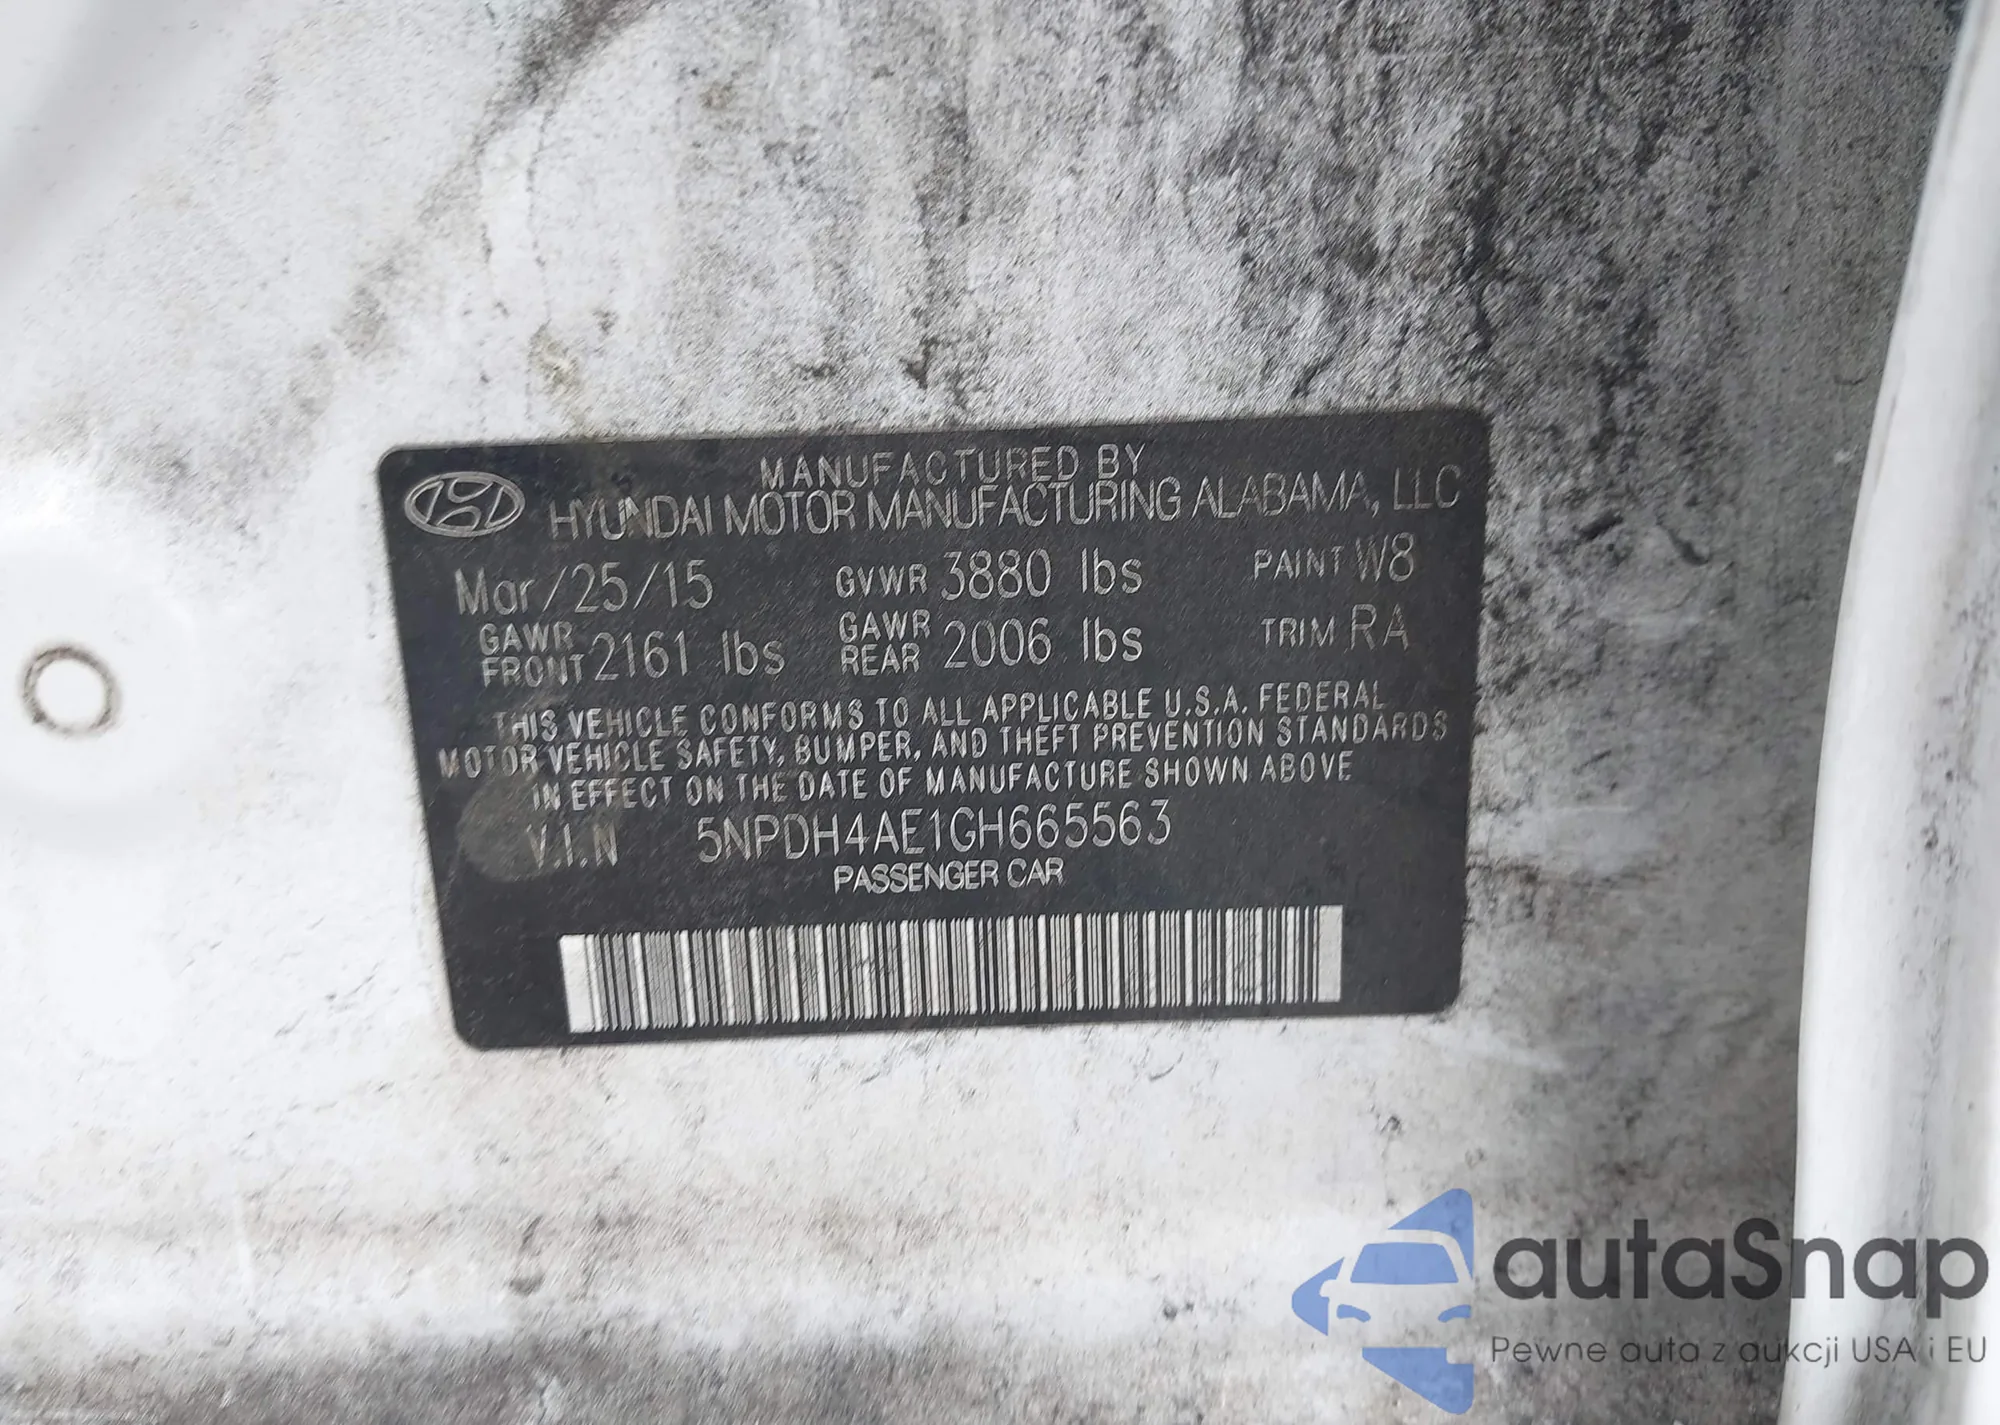 MANUFACTURED BY
HYUNDAI MOTOR MANUFACTURING ALABAMA, LLC
Mar/25/15 GVWR 3880 lbs PAINT W8
GAWR FRONT 2161 lbs GAWR REAR 2006 lbs TRIM RA
THIS VEHICLE CONFORMS TO ALL APPLICABLE U.S.A. FEDERAL
MOTOR VEHICLE SAFETY, BUMPER, AND THEFT PREVENTION STANDARDS
IN EFFECT ON THE DATE OF MANUFACTURE SHOWN ABOVE
V.I.N 5NPDH4AE1GH665563
PASSENGER CAR
autaSnap
Pewne auta z aukcji USA i EU